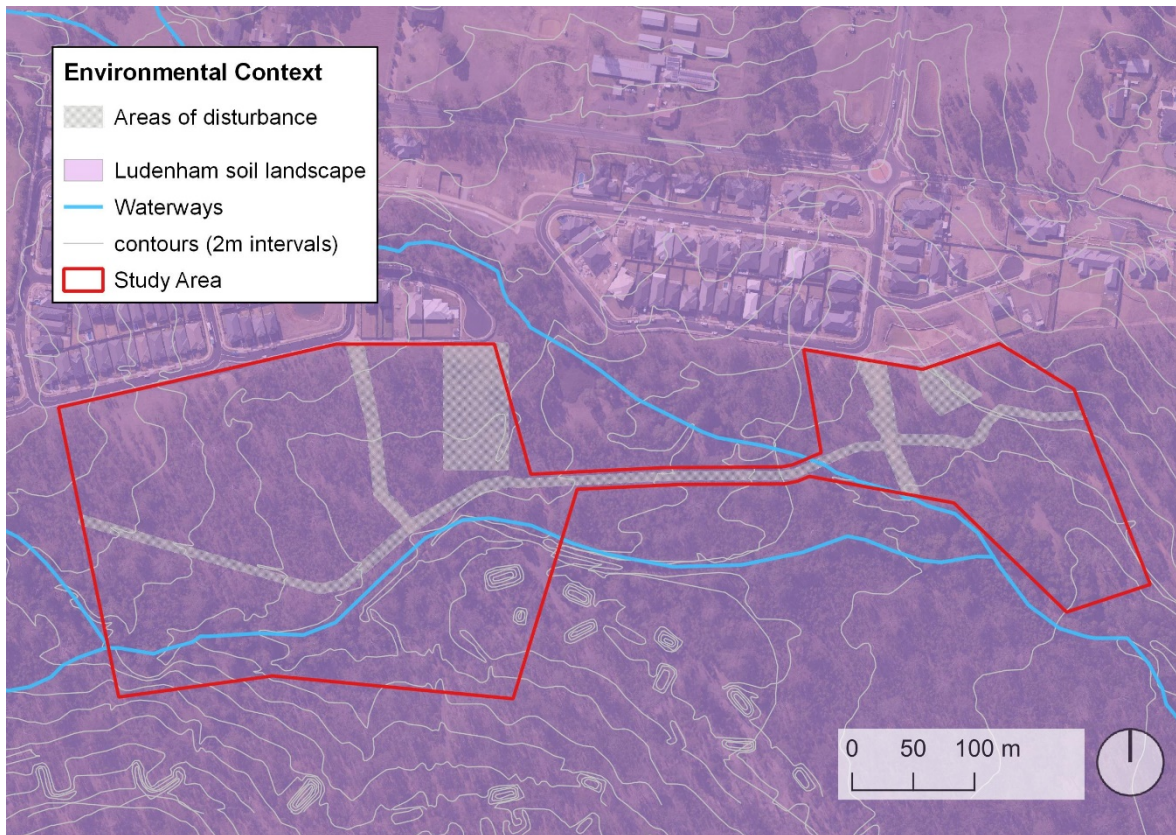 Environmental Context
Areas of disturbance
Ludenham soil landscape
Waterways
contours (2m intervals)
Study Area
0 50 100 m